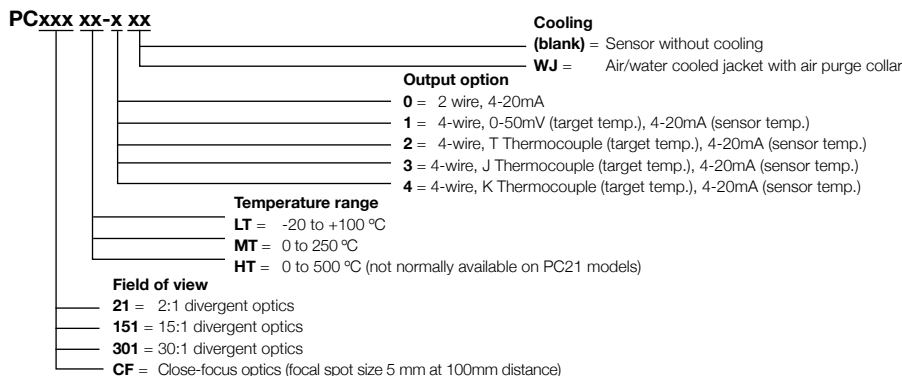 PCxxx xx-x xx
Cooling
(blank) = Sensor without cooling
WJ = Air/water cooled jacket with air purge collar
Output option
0 = 2 wire, 4-20mA
1 = 4-wire, 0-50mV (target temp.), 4-20mA (sensor temp.)
2 = 4-wire, T Thermocouple (target temp.), 4-20mA (sensor temp.)
3 = 4-wire, J Thermocouple (target temp.), 4-20mA (sensor temp.)
4 = 4-wire, K Thermocouple (target temp.), 4-20mA (sensor temp.)
Temperature range
LT = -20 to +100 ºC
MT = 0 to 250 ºC
HT = 0 to 500 ºC (not normally available on PC21 models)
Field of view
21 = 2:1 divergent optics
151 = 15:1 divergent optics
301 = 30:1 divergent optics
CF = Close-focus optics (focal spot size 5 mm at 100mm distance)